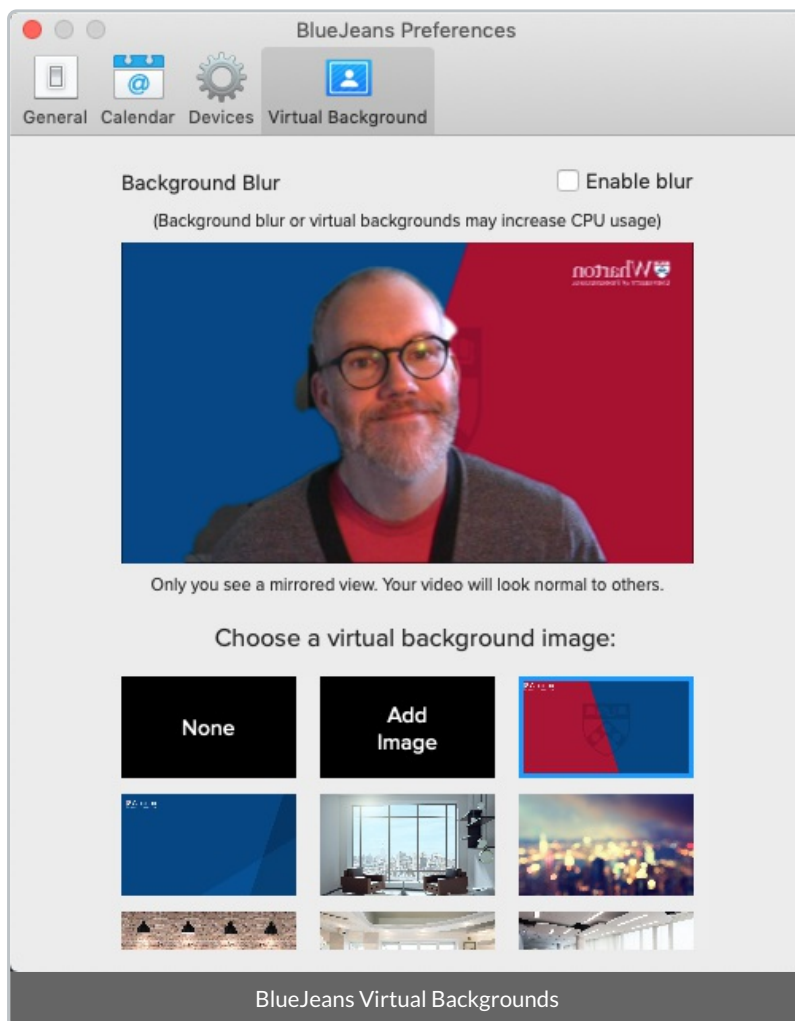 BlueJeans Preferences
General Calendar Devices Virtual Background
Background Blur
Enable blur
(Background blur or virtual backgrounds may increase CPU usage)
Wharton
Only you see a mirrored view. Your video will look normal to others.
Choose a virtual background image:
None
Add
Image
BlueJeans Virtual Backgrounds